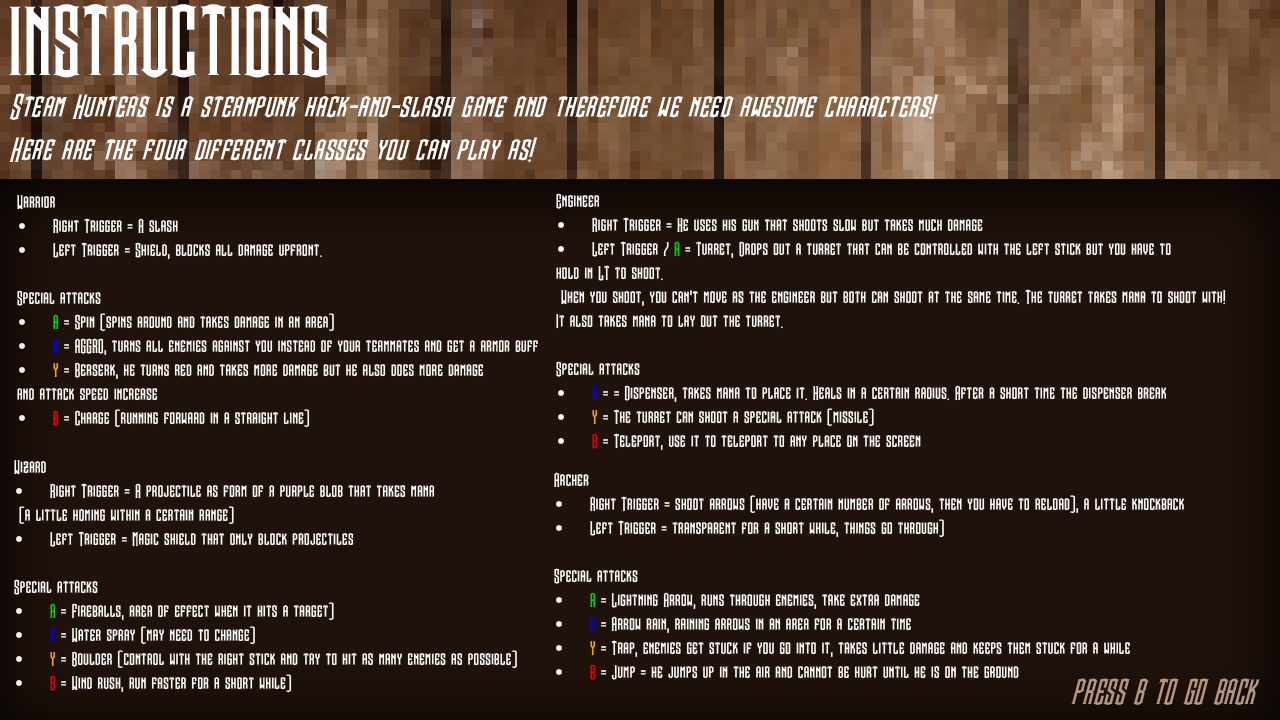 INSTRUCTIONS
Steam Hunters is a steampunk hack-and-slash game and therefore we need awesome characters!
Here are the four different classes you can play as!
Warrior
• Right Trigger = A slash
• Left Trigger = Shield, blocks all damage upfront.
Special attacks
• A = Spin (spins around and takes damage in an area)
• X = AGGRO, turns all enemies against you instead of your teammates and get a armor buff
• Y = Berserk, he turns red and takes more damage but he also does more damage
and attack speed increase
• B = Charge (running forward in a straight line)
Wizard
• Right Trigger = A projectile as form of a purple blob that takes mana
(a little homing within a certain range)
• Left Trigger = Magic shield that only block projectiles
Special attacks
• A = Fireballs, area of effect when it hits a target)
• X = Water spray (may need to change)
• Y = Boulder (control with the right stick and try to hit as many enemies as possible)
• B = Wind rush, run faster for a short while)
Engineer
• Right Trigger = He uses his gun that shoots slow but takes much damage
• Left Trigger / A = Turret, Drops out a turret that can be controlled with the left stick but you have to
hold in LT to shoot.
When you shoot, you can't move as the engineer but both can shoot at the same time. The turret takes mana to shoot with!
It also takes mana to lay out the turret.
Special attacks
• X = = Dispenser, takes mana to place it. Heals in a certain radius. After a short time the dispenser break
• Y = The turret can shoot a special attack (missile)
• B = Teleport, use it to teleport to any place on the screen
Archer
• Right Trigger = shoot arrows (have a certain number of arrows, then you have to reload), a little knockback
• Left Trigger = transparent for a short while, things go through)
Special attacks
• A = Lightning Arrow, runs through enemies, take extra damage
• X = Arrow rain, raining arrows in an area for a certain time
• Y = Trap, enemies get stuck if you go into it, takes little damage and keeps them stuck for a while
• B = Jump = he jumps up in the air and cannot be hurt until he is on the ground
Press B to go back